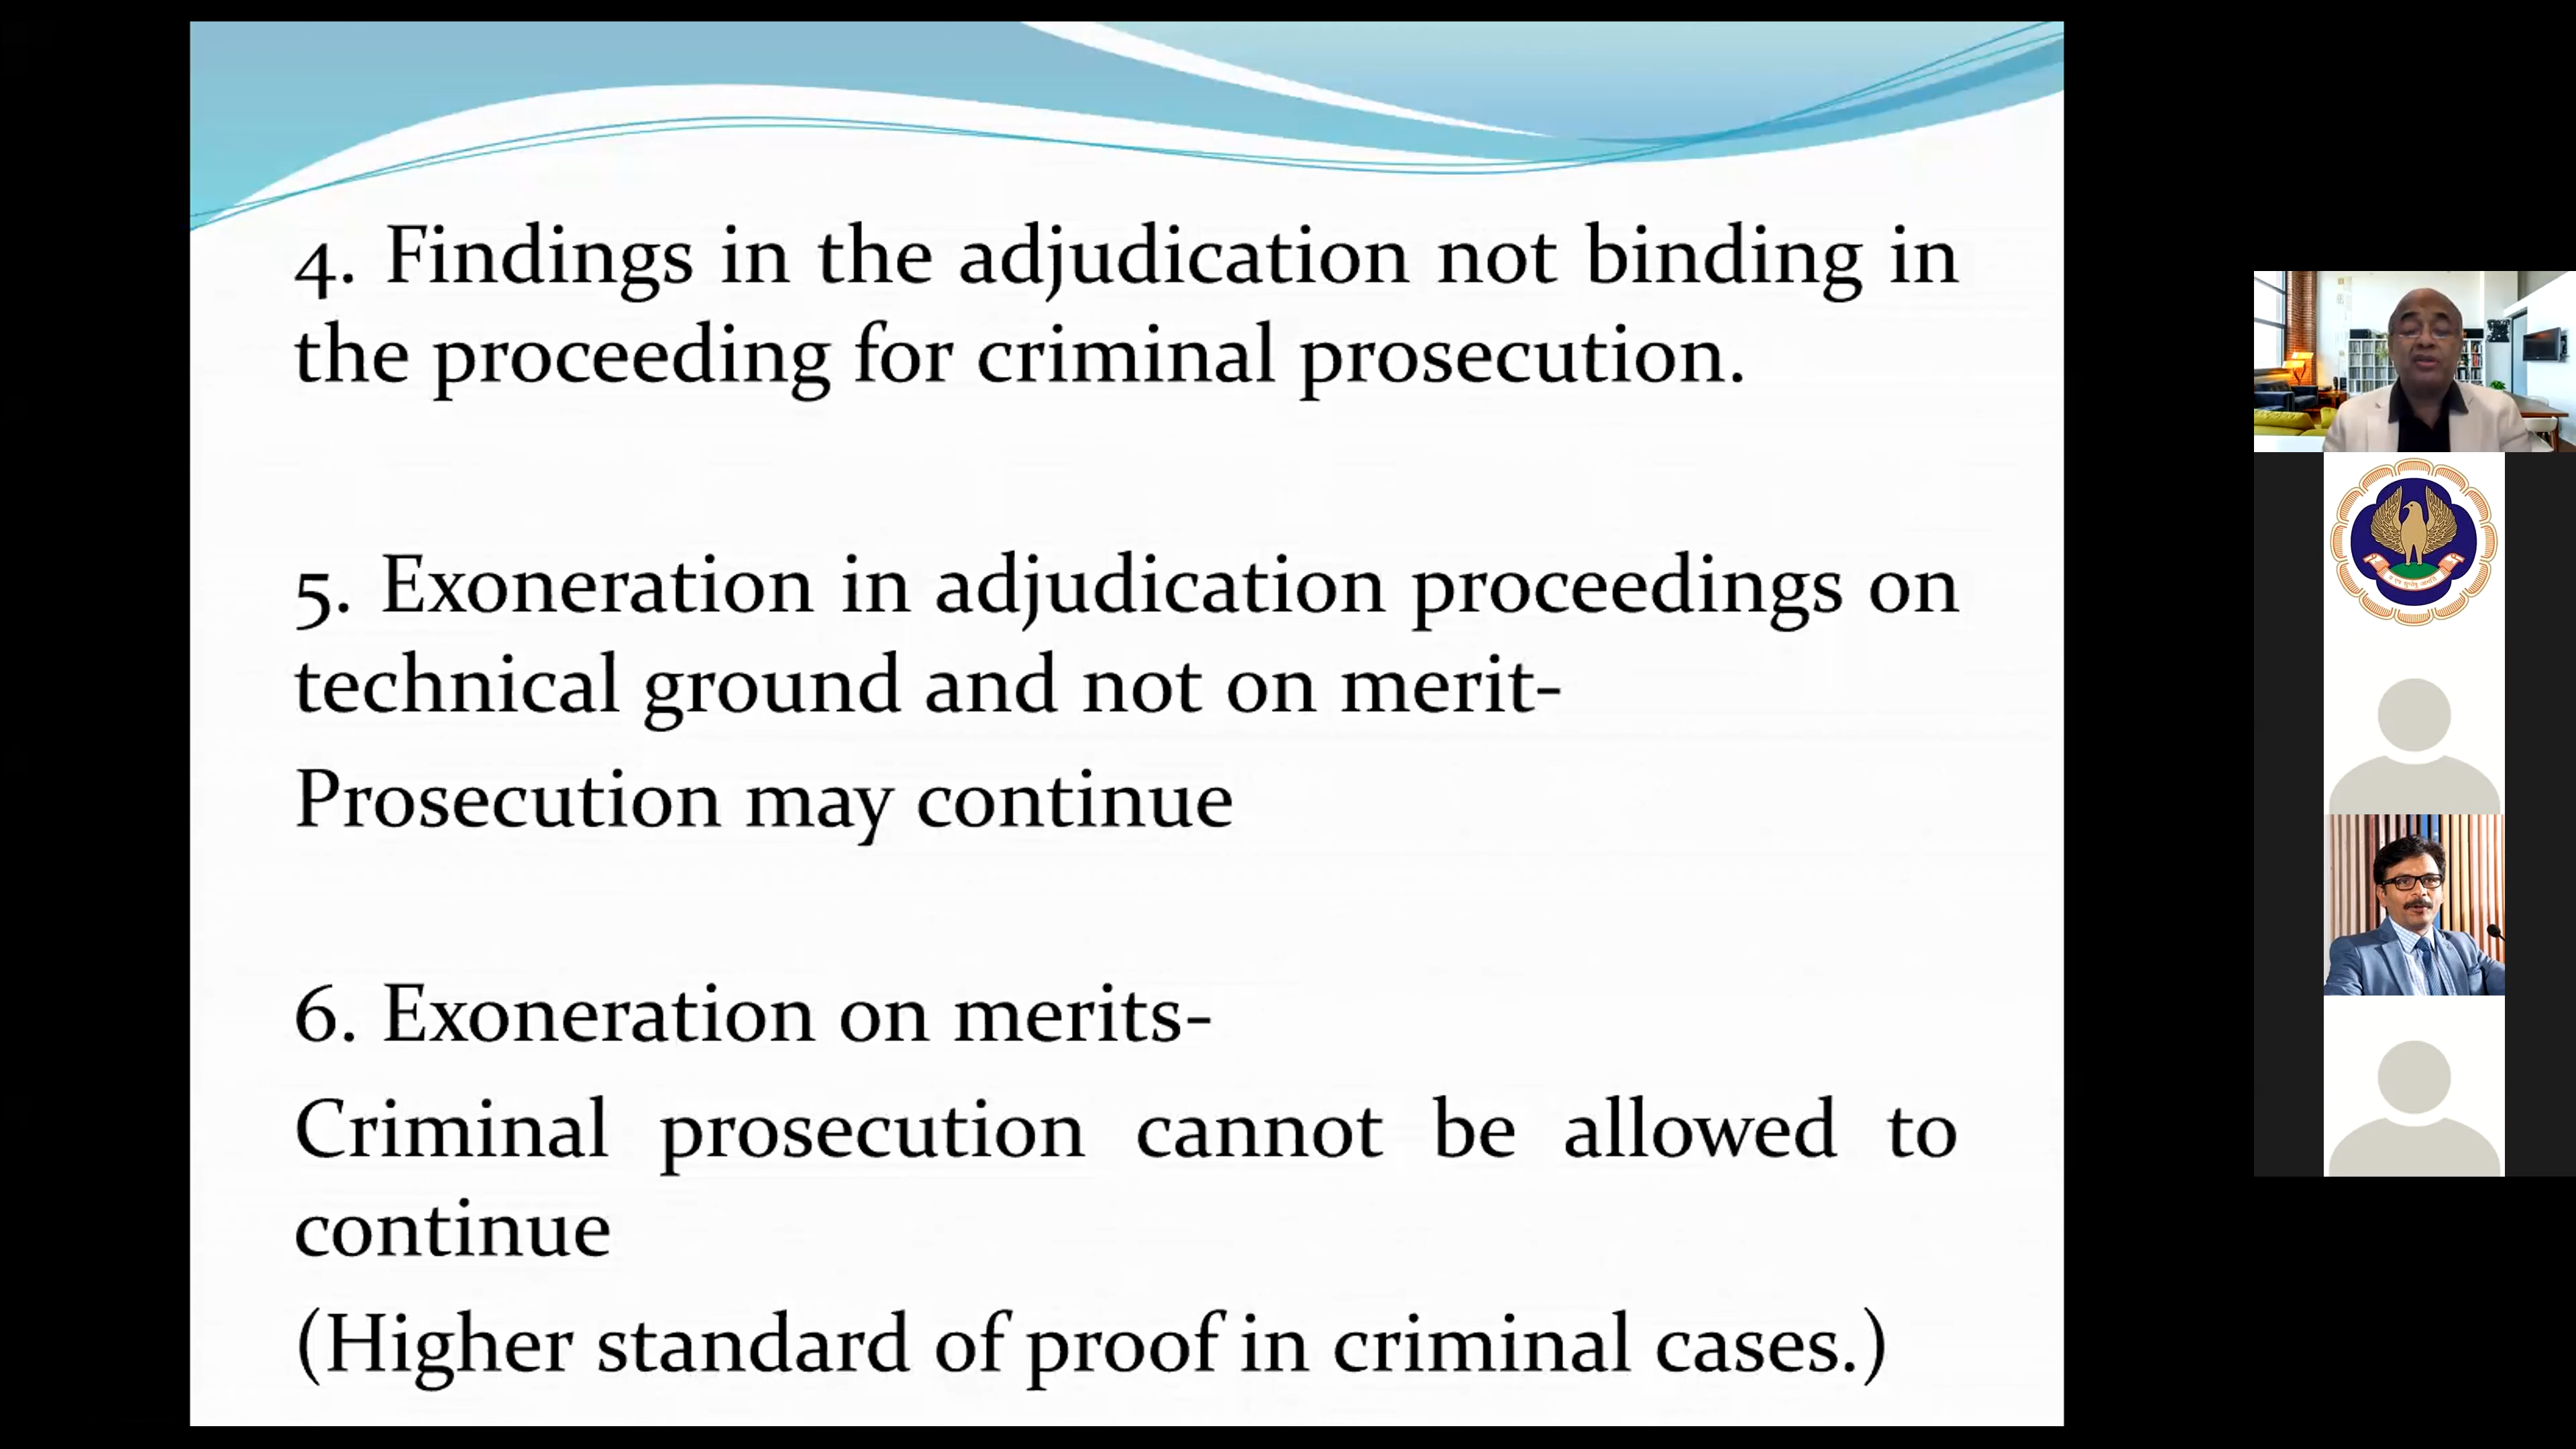 4. Findings in the adjudication not binding in
the proceeding for criminal prosecution.
5. Exoneration in adjudication proceedings on
technical ground and not on merit-
Prosecution may continue
6. Exoneration on merits-
Criminal prosecution cannot be allowed to
continue
(Higher standard of proof in criminal cases.)